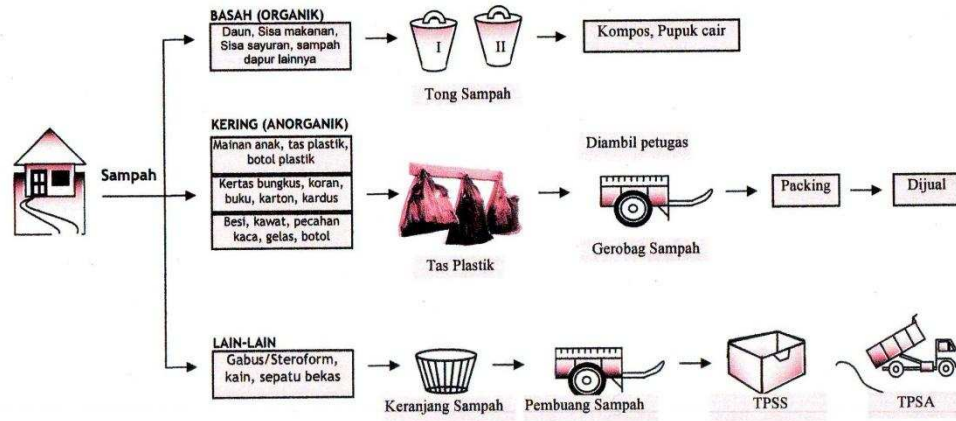 BASAH (ORGANIK)
Daun, Sisa makanan,
Sisa sayuran, sampah
dapur lainnya
I
II
Tong Sampah
Kompos, Pupuk cair
Sampah
KERING (ANORGANIK)
Mainan anak, tas plastik,
botol plastik
Kertas bungkus, koran,
buku, karton, kardus
Besi, kawat, pecahan
kaca, gelas, botol
Tas Plastik
Diambil petugas
Gerobag Sampah
Packing
Dijual
LAIN-LAIN
Gabus/Steroform,
kain, sepatu bekas
Keranjang Sampah
Pembuang Sampah
TPSS
TPSA